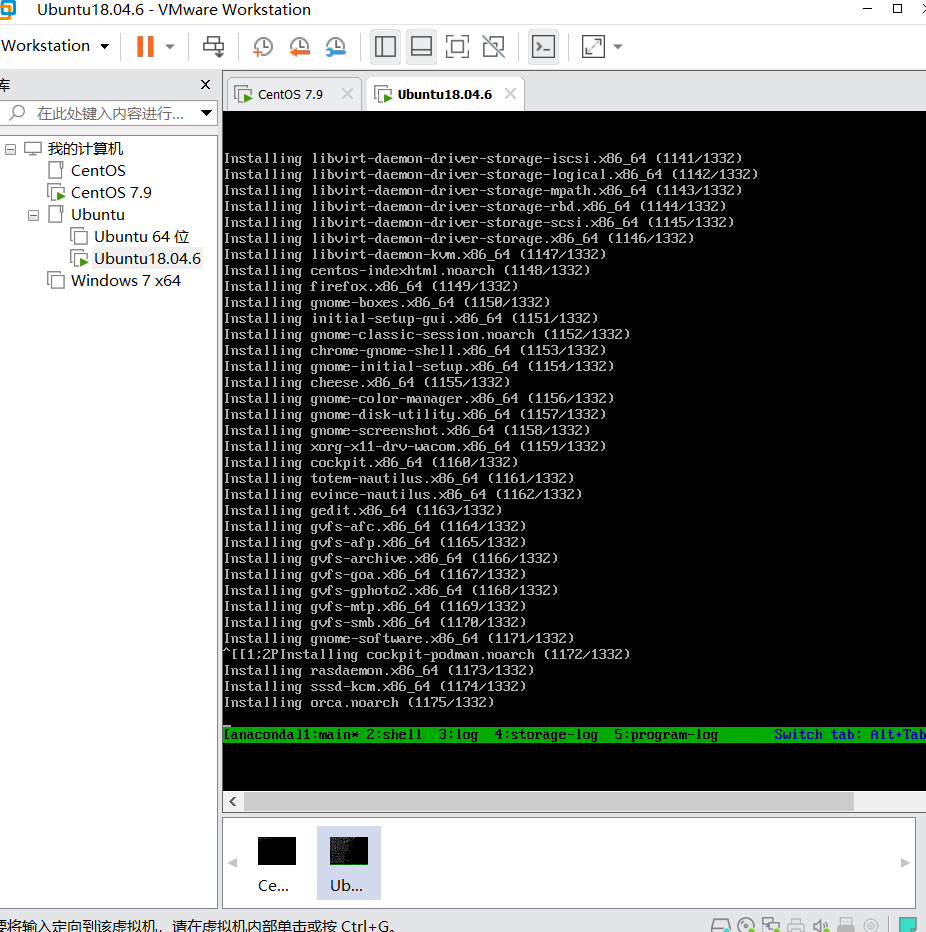 Ubuntu18.04.6 - VMware Workstation
Workstation
库
CentOS 7.9
Ubuntu18.04.6
在此处键入内容进行...
我的计算机
CentOS
CentOS 7.9
Ubuntu
Ubuntu 64 位
Ubuntu18.04.6
Windows 7 x64
Installing libvirt-daemon-driver-storage-iscsi.x86_64 (1141/1332)
Installing libvirt-daemon-driver-storage-logical.x86_64 (1142/1332)
Installing libvirt-daemon-driver-storage-mpath.x86_64 (1143/1332)
Installing libvirt-daemon-driver-storage-rbd.x86_64 (1144/1332)
Installing libvirt-daemon-driver-storage-scsi.x86_64 (1145/1332)
Installing libvirt-daemon-driver-storage.x86_64 (1146/1332)
Installing libvirt-daemon-kvm.x86_64 (1147/1332)
Installing centos-indexhtml.noarch (1148/1332)
Installing firefox.x86_64 (1149/1332)
Installing gnome-boxes.x86_64 (1150/1332)
Installing initial-setup-gui.x86_64 (1151/1332)
Installing gnome-classic-session.noarch (1152/1332)
Installing chrome-gnome-shell.x86_64 (1153/1332)
Installing gnome-initial-setup.x86_64 (1154/1332)
Installing cheese.x86_64 (1155/1332)
Installing gnome-color-manager.x86_64 (1156/1332)
Installing gnome-disk-utility.x86_64 (1157/1332)
Installing gnome-screenshot.x86_64 (1158/1332)
Installing xorg-x11-drv-wacom.x86_64 (1159/1332)
Installing cockpit.x86_64 (1160/1332)
Installing totem-nautilus.x86_64 (1161/1332)
Installing evince-nautilus.x86_64 (1162/1332)
Installing gedit.x86_64 (1163/1332)
Installing gvfs-afc.x86_64 (1164/1332)
Installing gvfs-afp.x86_64 (1165/1332)
Installing gvfs-archive.x86_64 (1166/1332)
Installing gvfs-goa.x86_64 (1167/1332)
Installing gvfs-gphoto2.x86_64 (1168/1332)
Installing gvfs-mtp.x86_64 (1169/1332)
Installing gvfs-smb.x86_64 (1170/1332)
Installing gnome-software.x86_64 (1171/1332)
^[[1;2PInstalling cockpit-podman.noarch (1172/1332)
Installing rasdaemon.x86_64 (1173/1332)
Installing sssd-kcm.x86_64 (1174/1332)
Installing orca.noarch (1175/1332)
[anaconda]1:main* 2:shell  3:log  4:storage-log  5:program-log Switch tab: Alt+Tab
Ce...
Ub...
要将输入定向到该虚拟机，请在虚拟机内部单击或按 Ctrl+G。